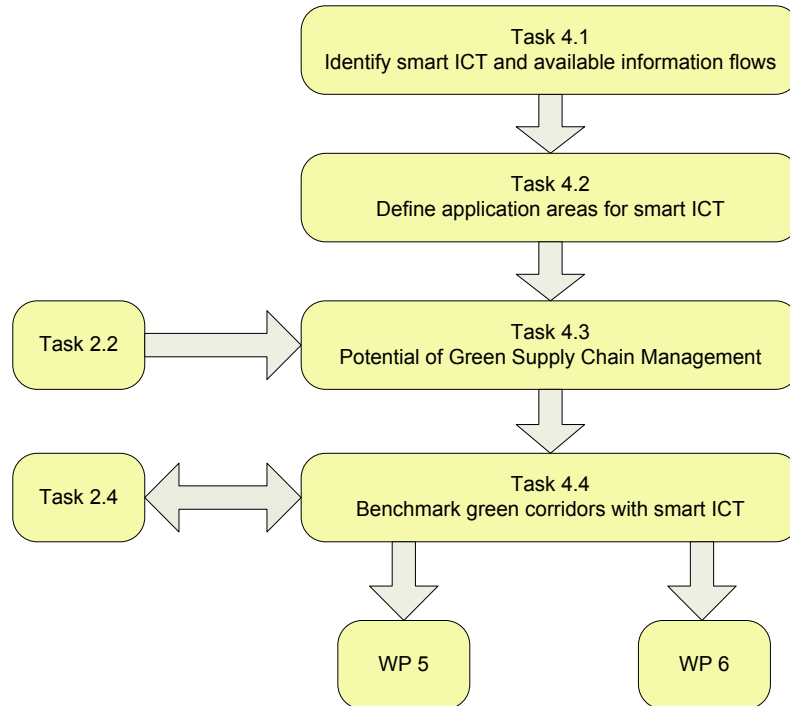 Task 4.1
Identify smart ICT and available information flows
Task 4.2
Define application areas for smart ICT
Task 2.2
Task 4.3
Potential of Green Supply Chain Management
Task 2.4
Task 4.4
Benchmark green corridors with smart ICT
WP 5
WP 6